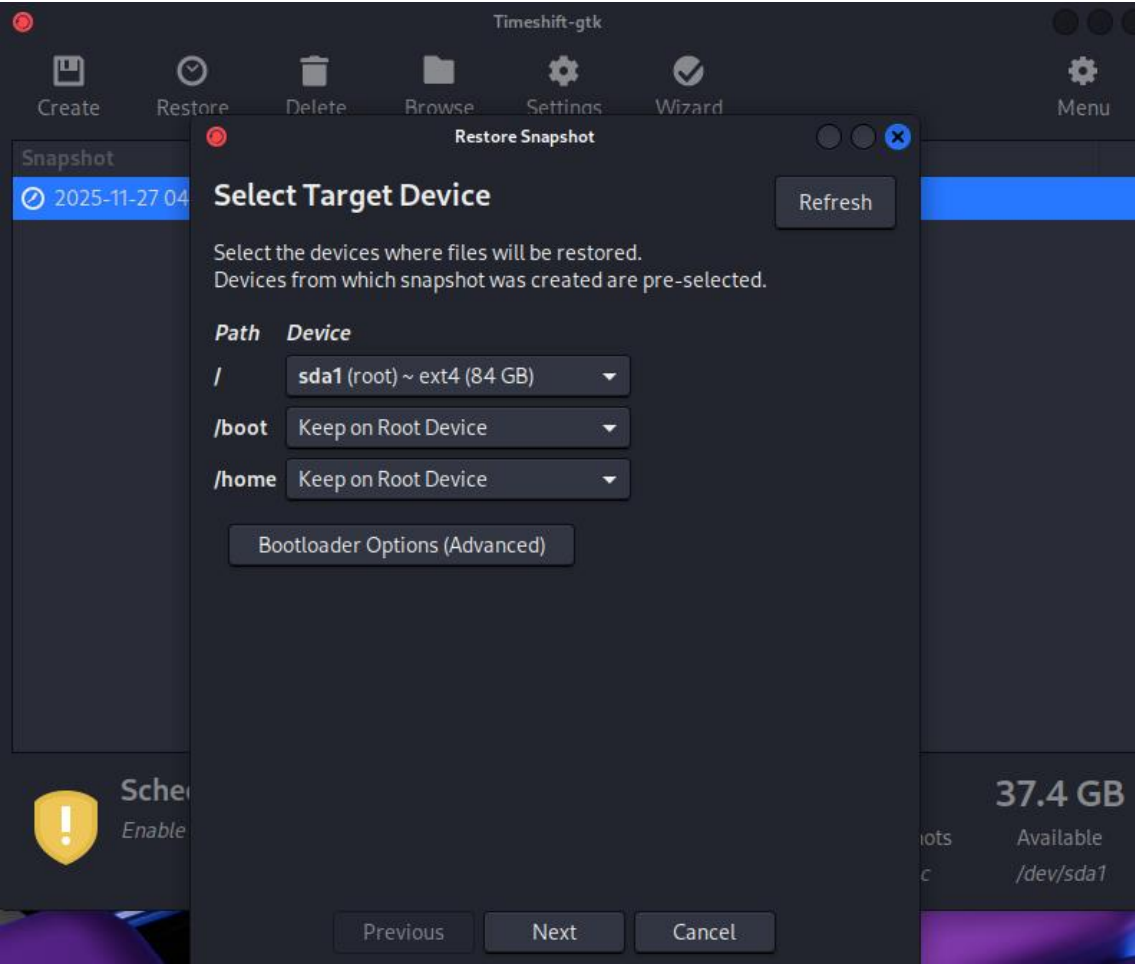 Timeshift-gtk
Create Restore Delete Browse Settings Wizard Menu
Restore Snapshot
Snapshot
2025-11-27 04
Select Target Device
Refresh
Select the devices where files will be restored.
Devices from which snapshot was created are pre-selected.
Path Device
/ sda1 (root) ~ ext4 (84 GB)
/boot Keep on Root Device
/home Keep on Root Device
Bootloader Options (Advanced)
37.4 GB
Enable
Available
/dev/sda1
Previous Next Cancel